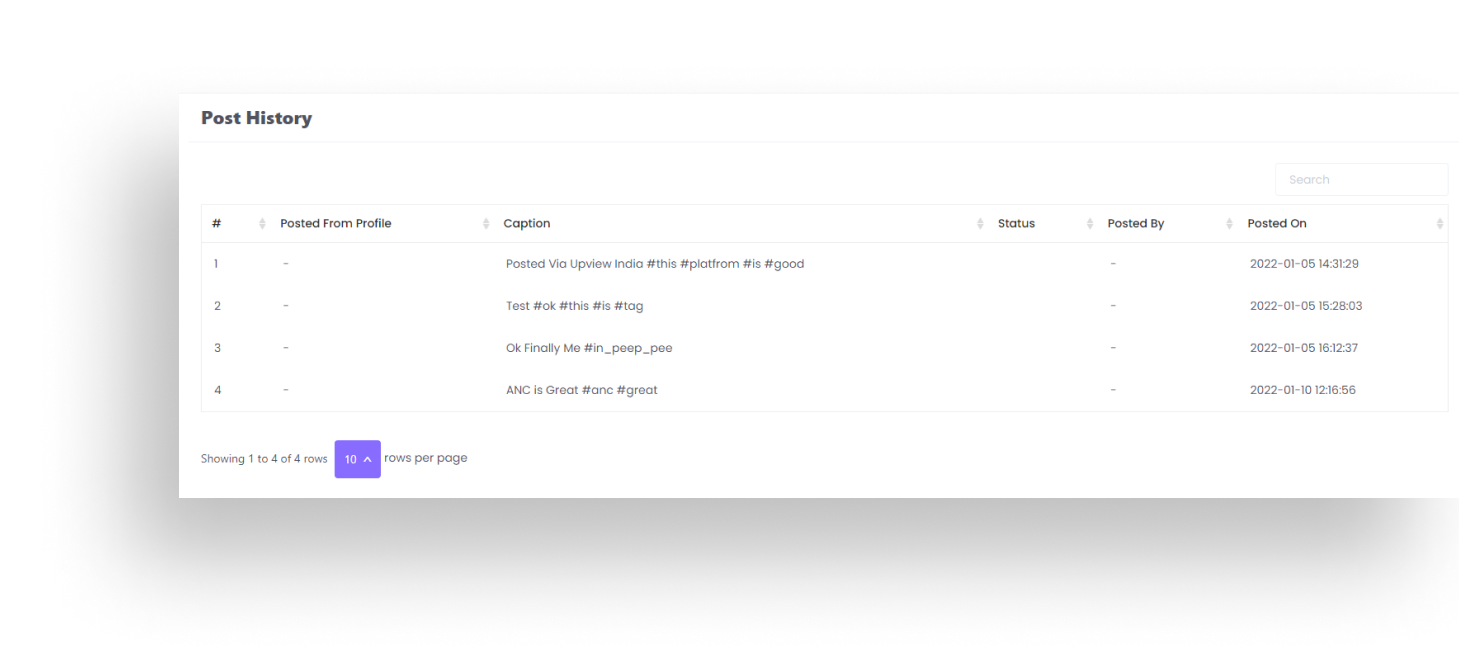 Post History
Search
# Posted From Profile Caption Status Posted By Posted On
1 - Posted Via Upview India #this #platfrom #is #good - 2022-01-05 14:31:29
2 - Test #ok #this #is #tag - 2022-01-05 15:28:03
3 - Ok Finally Me #in_peep_pee - 2022-01-05 16:12:37
4 - ANC is Great #anc #great - 2022-01-10 12:16:56
Showing 1 to 4 of 4 rows 10 rows per page